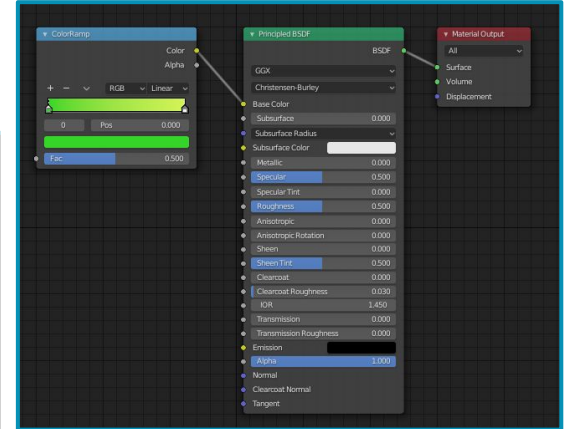 ColorRamp
Color
Alpha
+ − RGB Linear
0 Pos 0.000
Fac 0.500
Principled BSDF
BSDF
GGX
Christensen-Burley
Base Color
Subsurface 0.000
Subsurface Radius
Subsurface Color
Metallic 0.000
Specular 0.500
Specular Tint 0.000
Roughness 0.500
Anisotropic 0.000
Anisotropic Rotation 0.000
Sheen 0.000
Sheen Tint 0.500
Clearcoat 0.000
Clearcoat Roughness 0.030
IOR 1.450
Transmission 0.000
Transmission Roughness 0.000
Emission
Alpha 1.000
Normal
Clearcoat Normal
Tangent
Material Output
All
Surface
Volume
Displacement